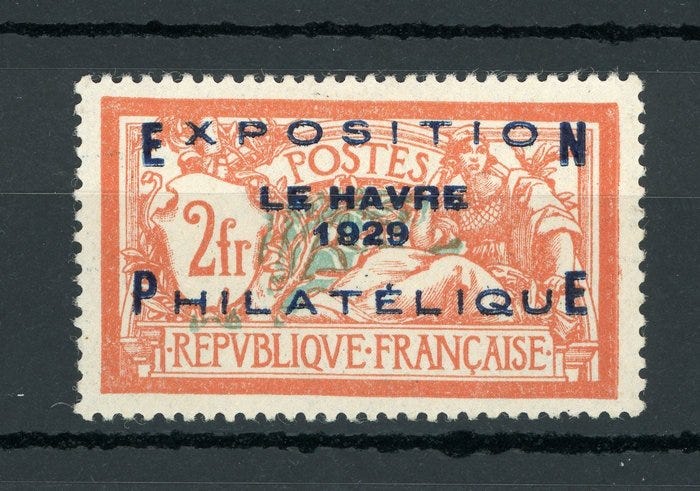 EXPOSITION
POSTES
LE HAVRE
2fr
1929
PHILATÉLIQUE
·REPVBLIQVE·FRANÇAISE·